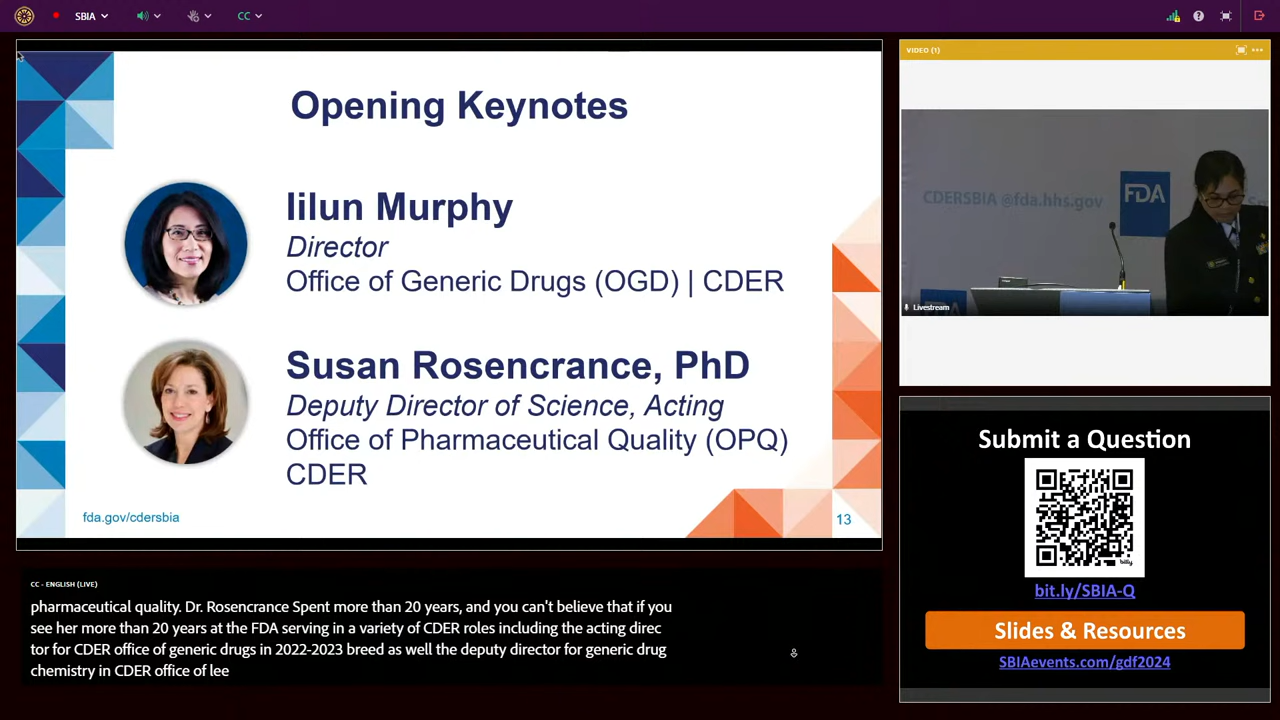 SBIA
CC
Opening Keynotes
Iilun Murphy
Director
Office of Generic Drugs (OGD) | CDER
Susan Rosencrance, PhD
Deputy Director of Science, Acting
Office of Pharmaceutical Quality (OPQ)
CDER
fda.gov/cdersbia
13
CC - ENGLISH (LIVE)
pharmaceutical quality. Dr. Rosencrance Spent more than 20 years, and you can't believe that if you
see her more than 20 years at the FDA serving in a variety of CDER roles including the acting direc
tor for CDER office of generic drugs in 2022-2023 breed as well the deputy director for generic drug
chemistry in CDER office of lee
VIDEO (1)
CDERSBIA @fda.hhs.gov
FDA
Livestream
Submit a Question
bitly
bit.ly/SBIA-Q
Slides & Resources
SBIAevents.com/gdf2024